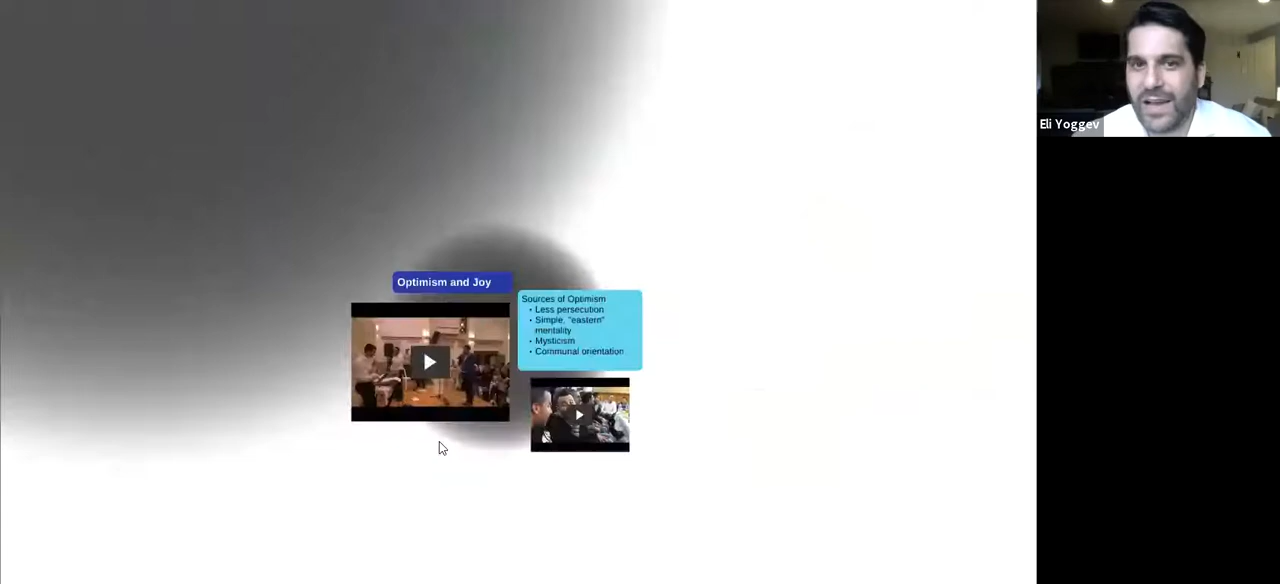 Eli Yoggev
Optimism and Joy
Sources of Optimism
• Less persecution
• Simple, "eastern"
mentality
• Mysticism
• Communal orientation